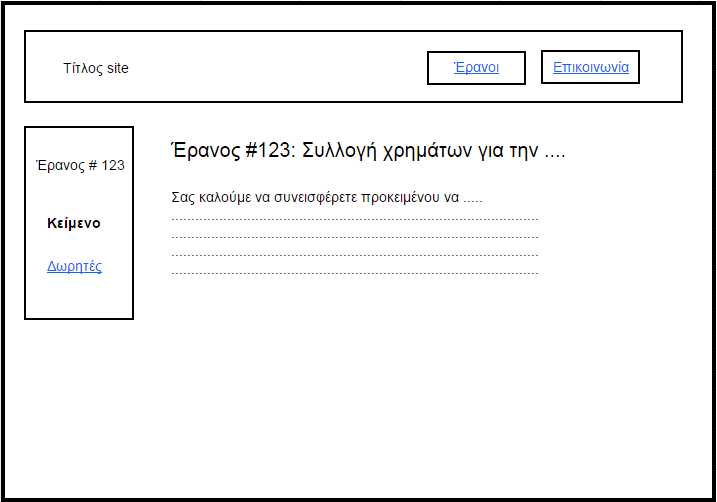 Τίτλος site
Έρανοι
Επικοινωνία
Έρανος # 123
Κείμενο
Δωρητές
Έρανος #123: Συλλογή χρημάτων για την ....
Σας καλούμε να συνεισφέρετε προκειμένου να .....
............................................................................................
............................................................................................
............................................................................................
............................................................................................